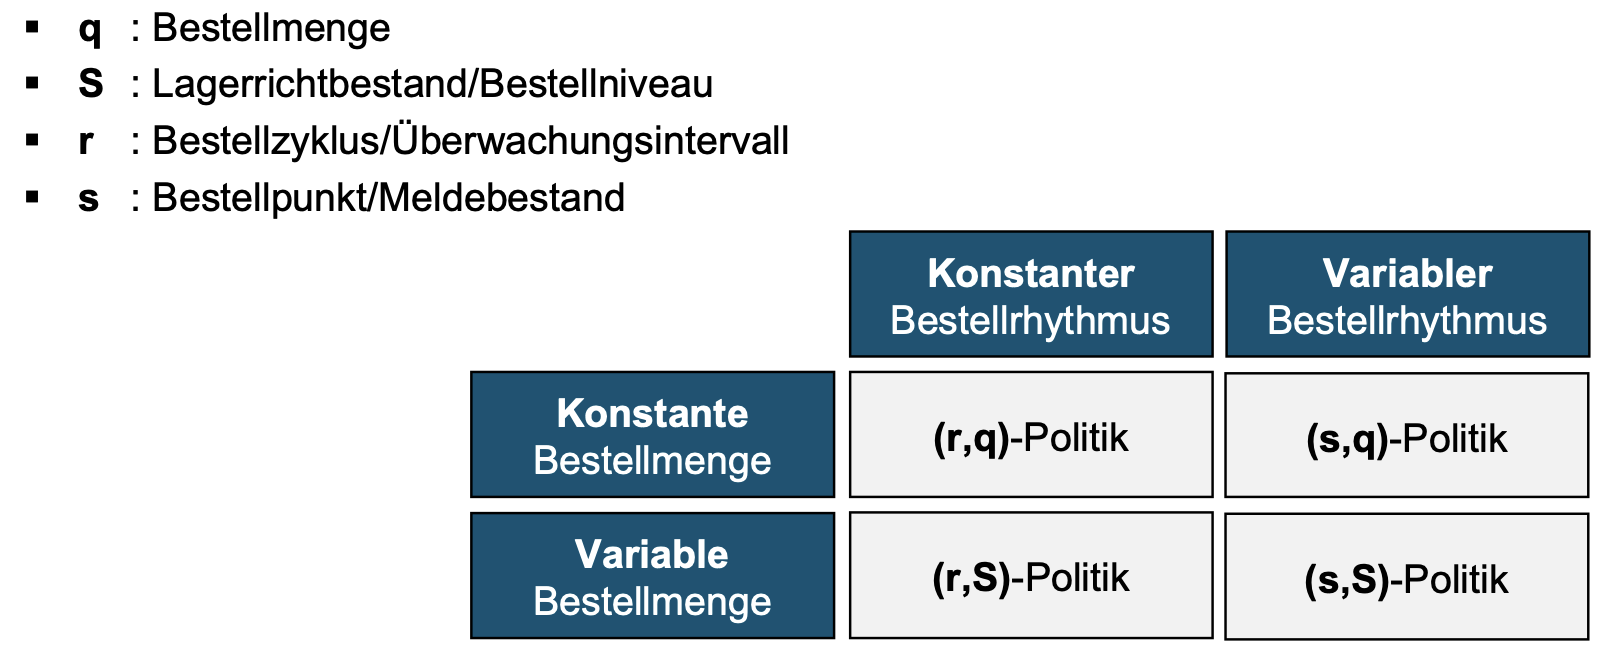 ▪ q : Bestellmenge
▪ S : Lagerrichtbestand/Bestellniveau
▪ r : Bestellzyklus/Überwachungsintervall
▪ s : Bestellpunkt/Meldebestand
Konstanter
Bestellrhythmus
Variabler
Bestellrhythmus
Konstante
Bestellmenge
(r,q)-Politik
(s,q)-Politik
Variable
Bestellmenge
(r,S)-Politik
(s,S)-Politik